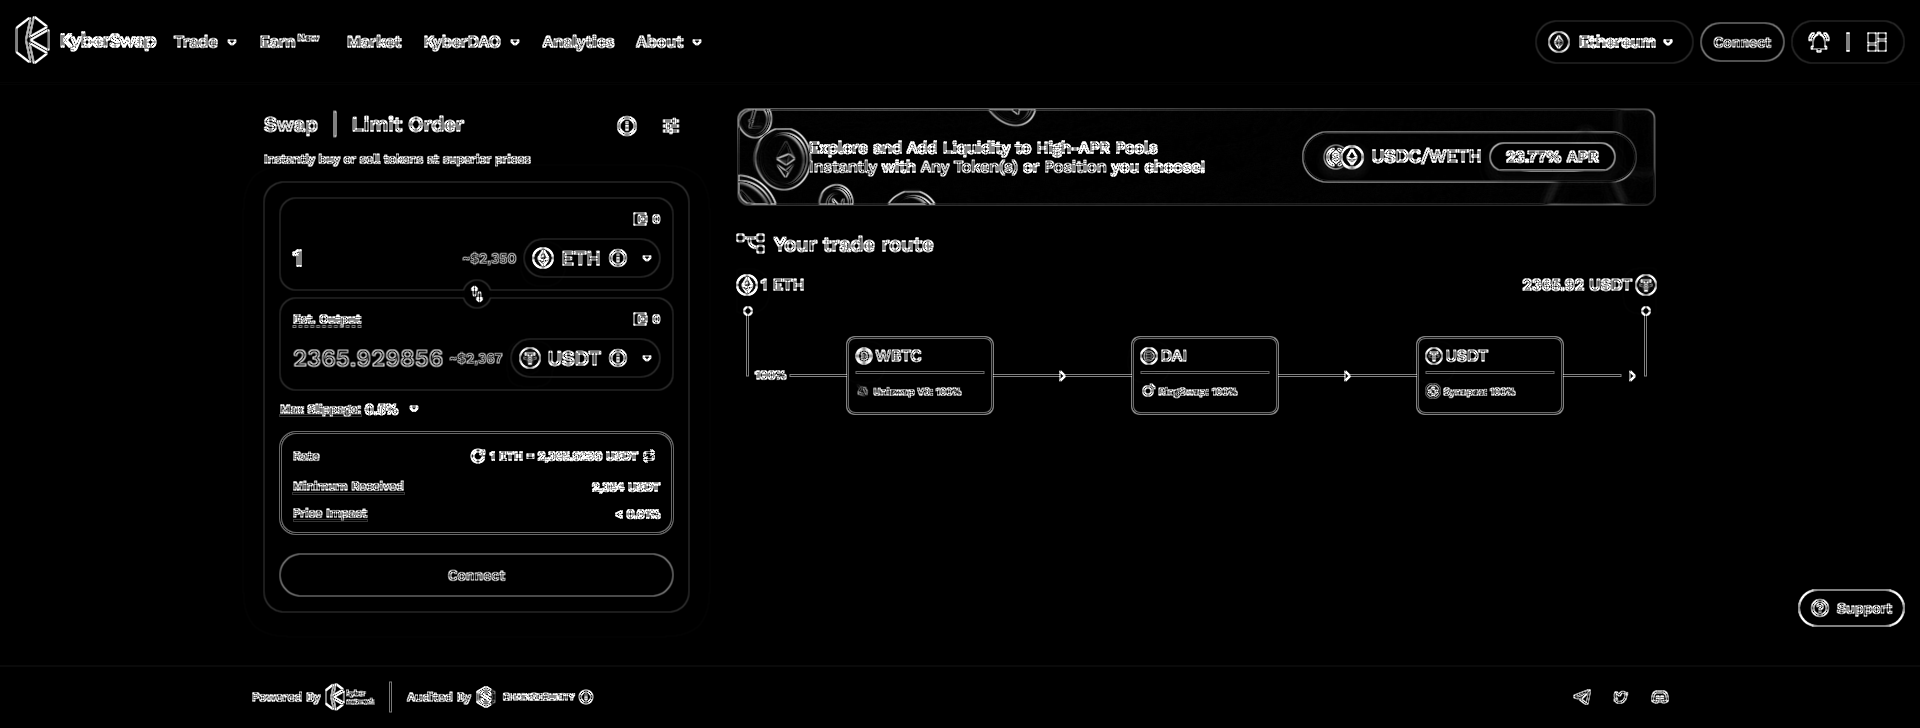 KyberSwap Trade Earn New Market KyberDAO Analytics About Ethereum Connect
Swap | Limit Order
Instantly buy or sell tokens at superior prices
0
1 ~$2,350 ETH
Est. Output 0
2365.929856 ~$2,367 USDT
Max Slippage: 0.5%
Rate 1 ETH = USDT
Minimum Received 2,354 USDT
Price Impact < 0.01%
Connect
Explore and Add Liquidity to High-APR Pools
Instantly with Any Token(s) or Position you choose!
USDC/WETH 23.77% APR
Your trade route
1 ETH 2365.92 USDT
100%
WBTC
Uniswap V3: 100%
DAI
RingSwap: 100%
USDT
Synapse: 100%
Support
Powered By kyber network | Audited By CHAINSECURITY